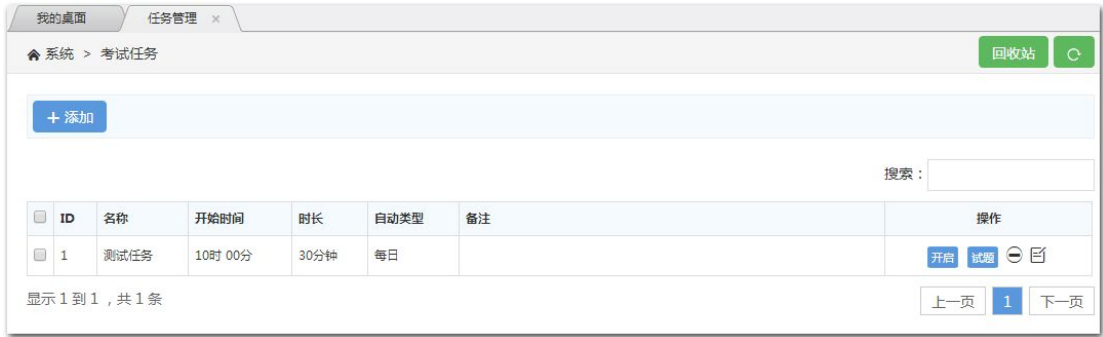 我的桌面 任务管理 ×
系统 > 考试任务 回收站
+ 添加
搜索：
ID 名称 开始时间 时长 自动类型 备注 操作
1 测试任务 10时 00分 30分钟 每日 开启 试题
显示 1 到 1 ，共 1 条 上一页 1 下一页